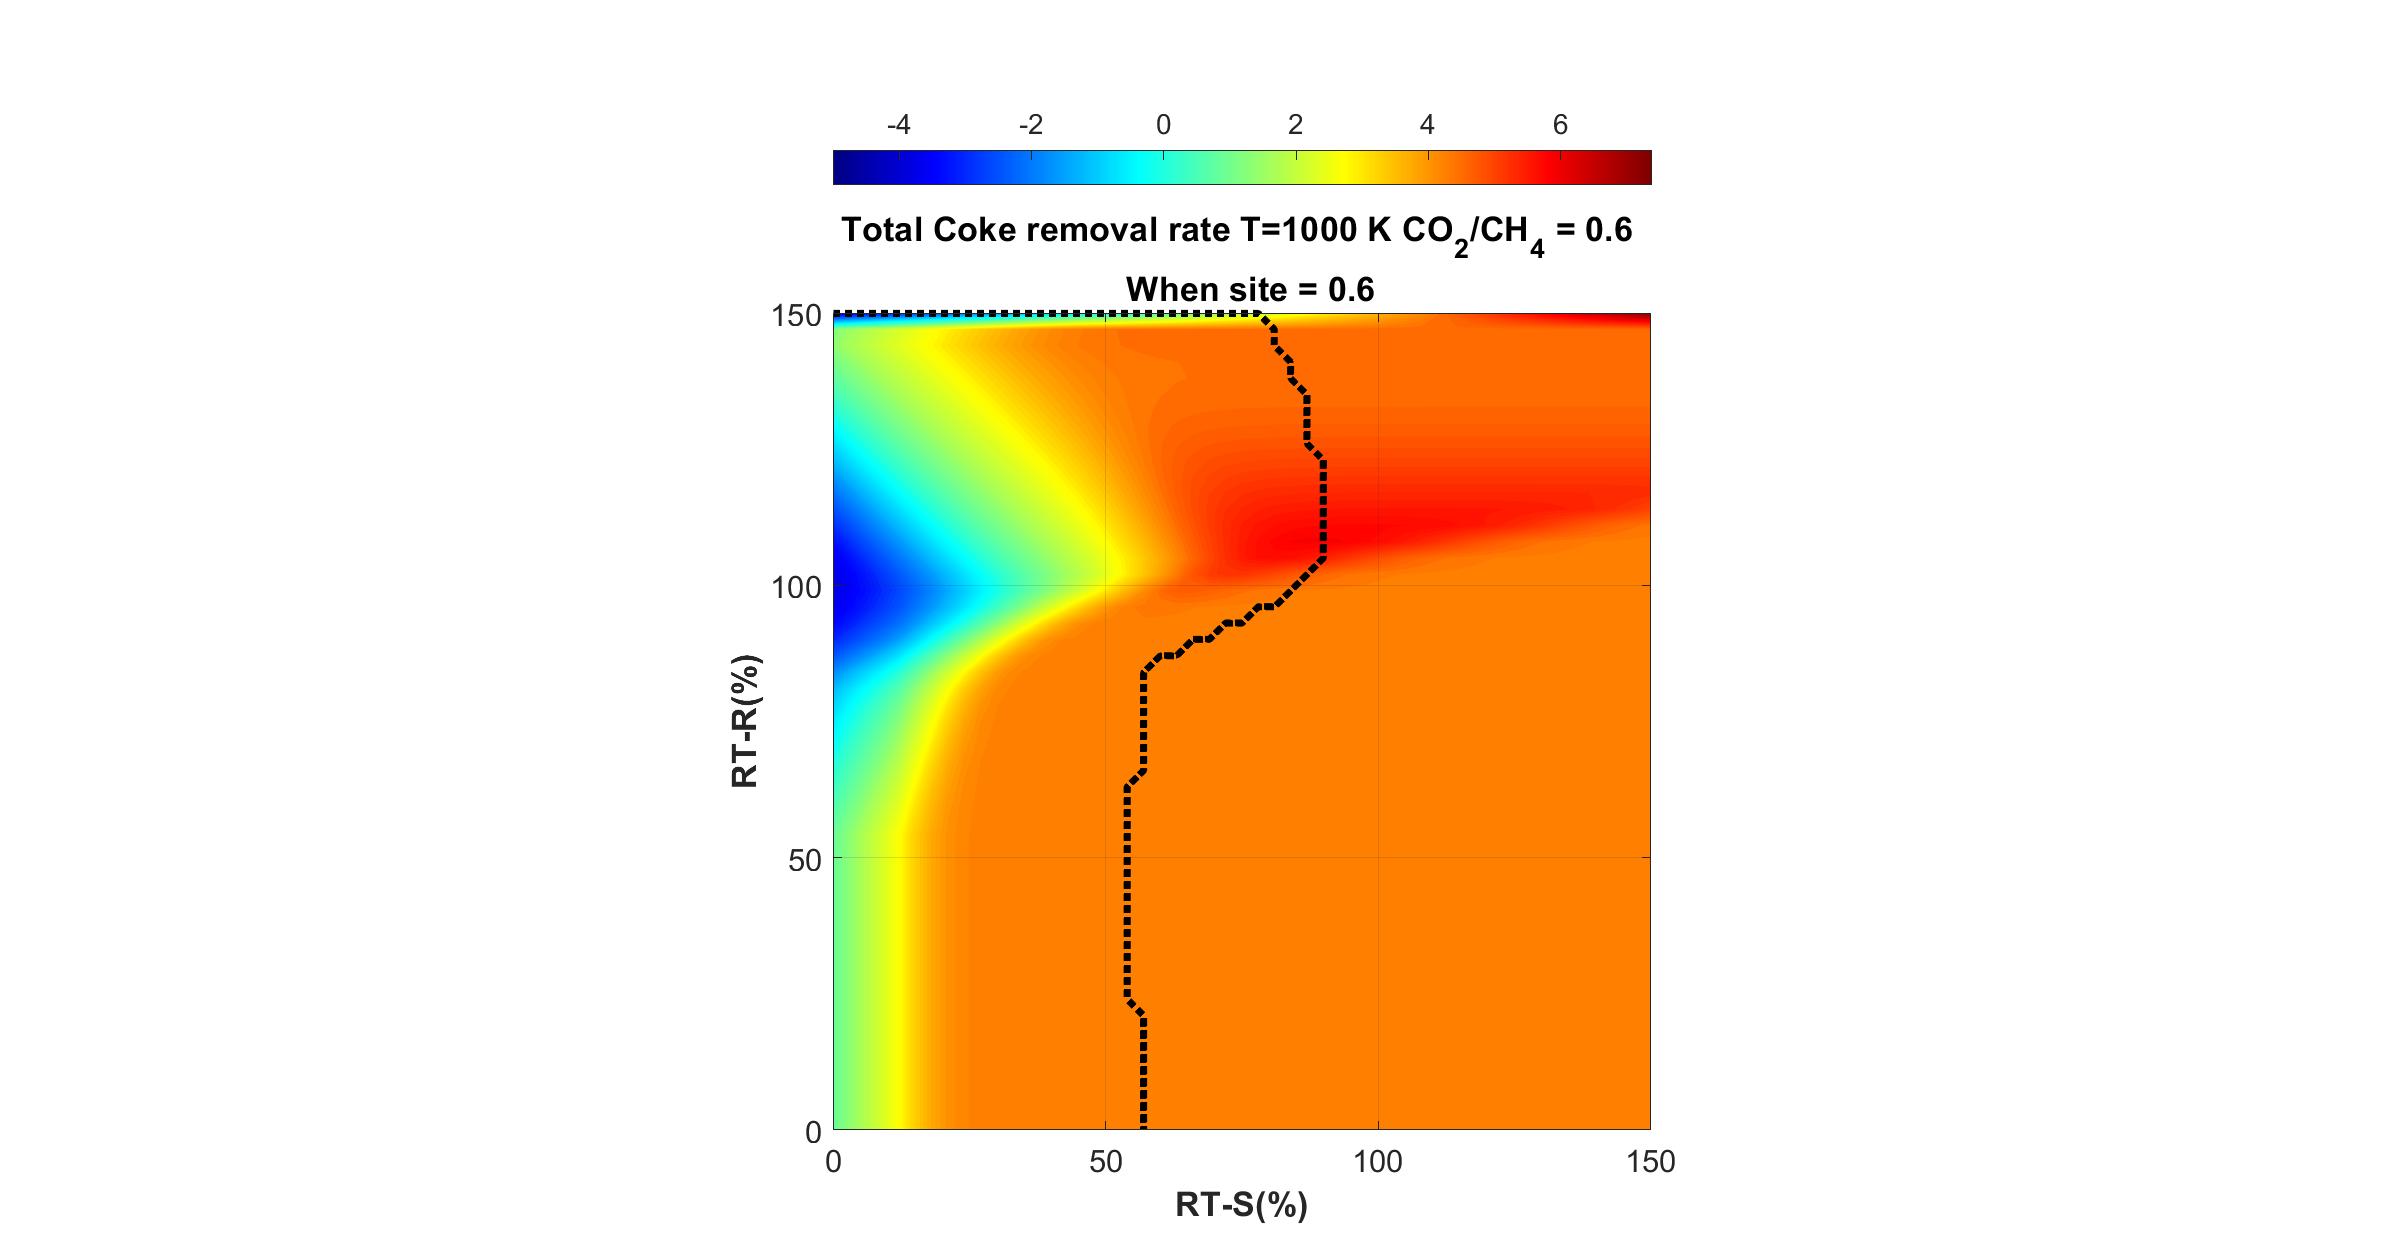 -4 -2 0 2 4 6
Total Coke removal rate T=1000 K CO₂/CH₄ = 0.6
When site = 0.6
150
100
50
0
RT-R(%)
0 50 100 150
RT-S(%)